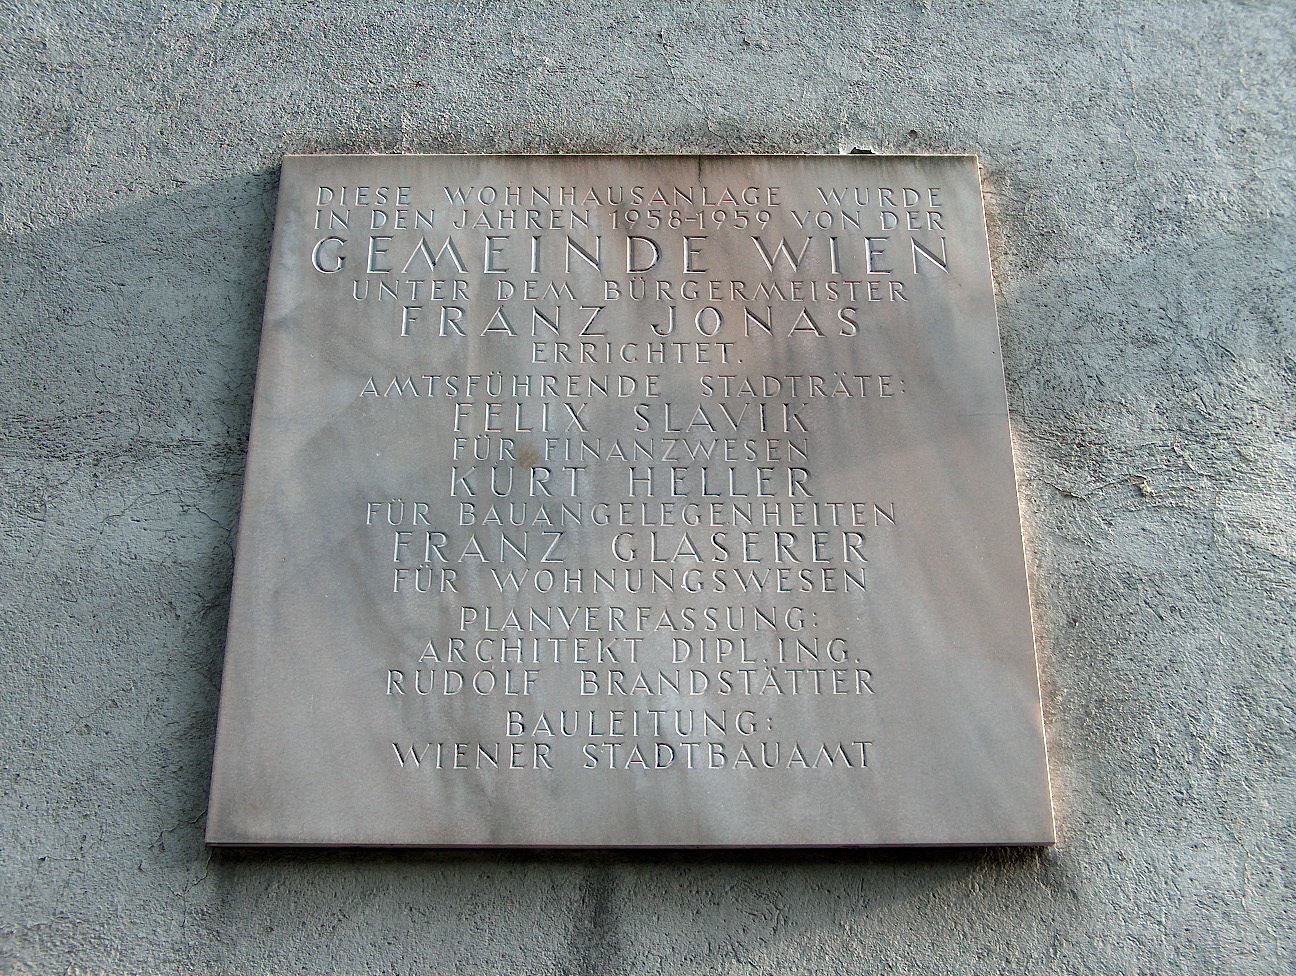 DIESE WOHNHAUSANLAGE WURDE
IN DEN JAHREN 1958-1959 VON DER
GEMEINDE WIEN
UNTER DEM BÜRGERMEISTER
FRANZ JONAS
ERRICHTET.
AMTSFÜHRENDE STADTRÄTE:
FELIX SLAVIK
FÜR FINANZWESEN
KURT HELLER
FÜR BAUANGELEGENHEITEN
FRANZ GLASERER
FÜR WOHNUNGSWESEN
PLANVERFASSUNG:
ARCHITEKT DIPL.ING.
RUDOLF BRANDSTÄTTER
BAULEITUNG:
WIENER STADTBAUAMT